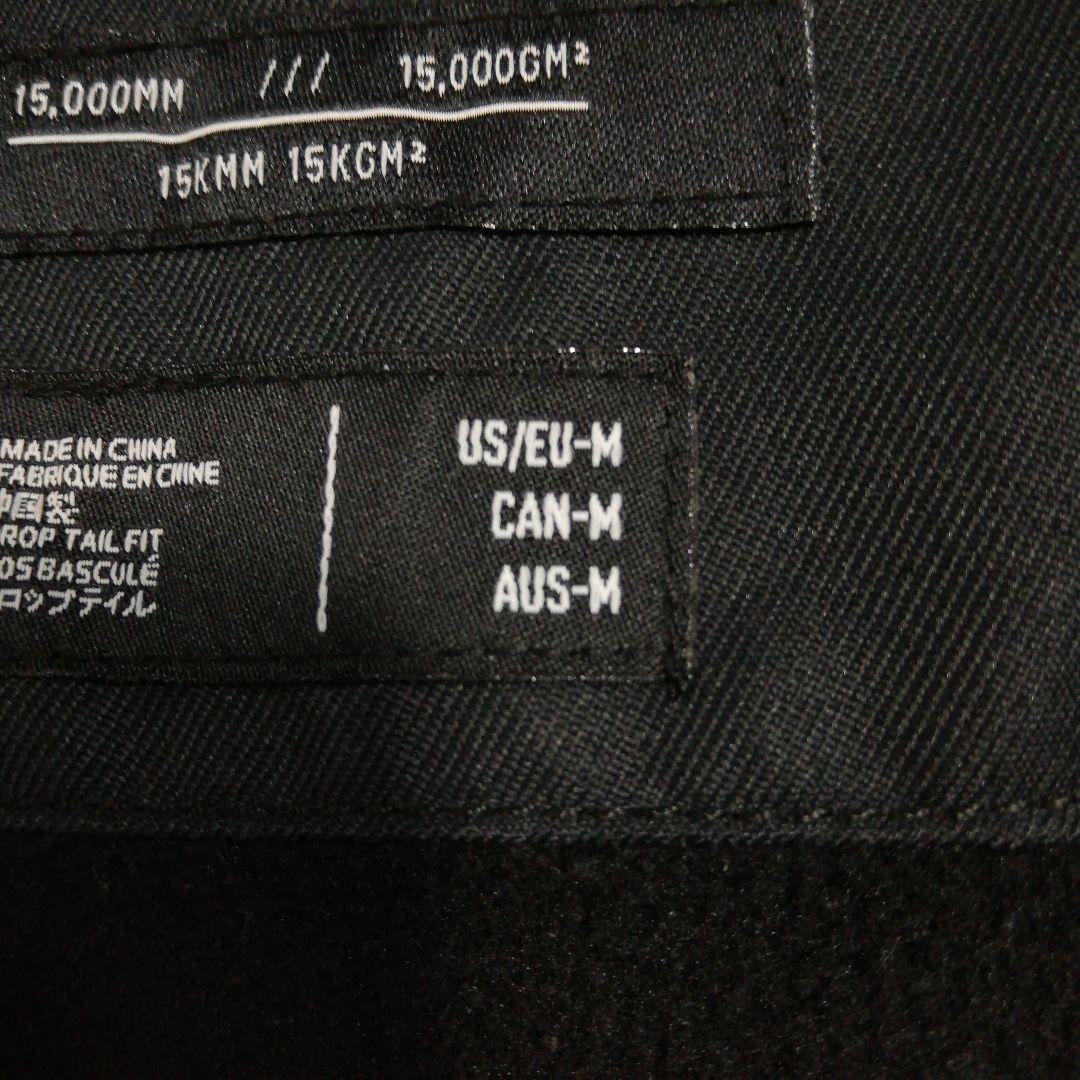 15,000MM /// 15,000GM²
15KMM 15KGM²
MADE IN CHINA
FABRIQUE EN CHINE
中国製
ROP TAIL FIT
OS BASCULÉ
ロップテイル
US/EU-M
CAN-M
AUS-M